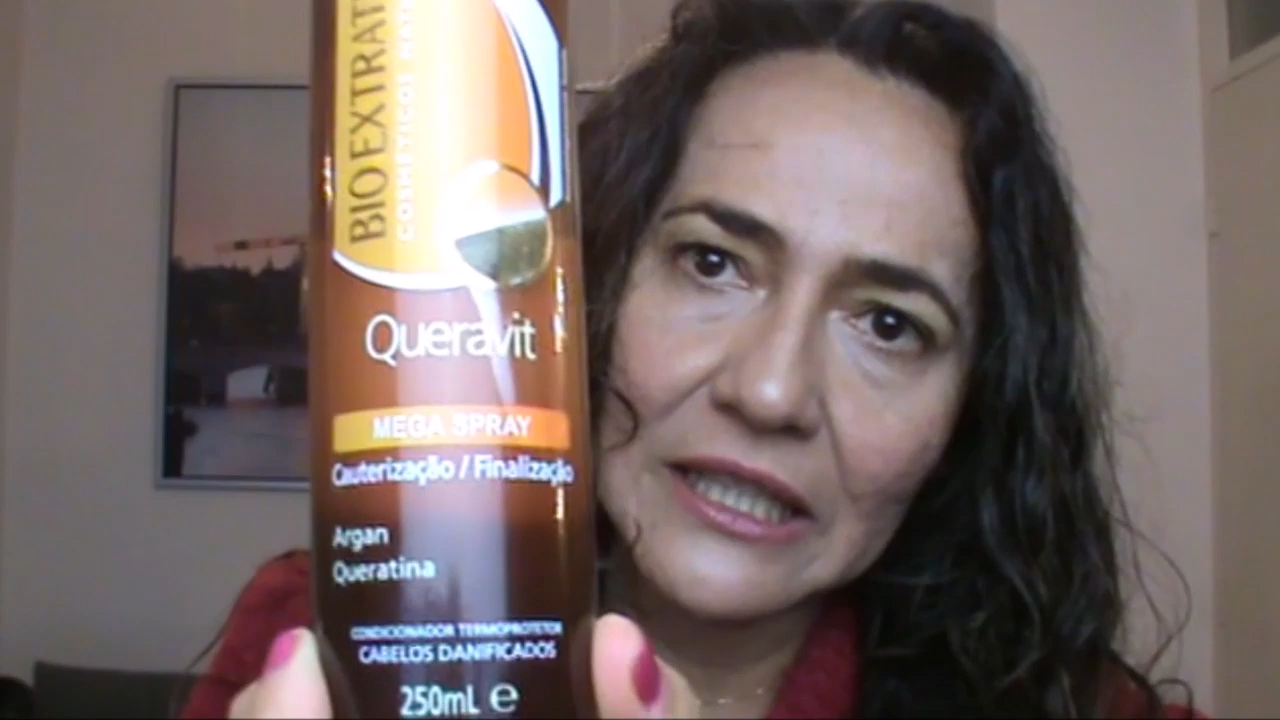 BIO EXTRAT
COSMÉTICOS
Queravit
MEGA SPRAY
Cauterização / Finalização
Argan
Queratina
CONDICIONADOR TERMOPROTETOR
CABELOS DANIFICADOS
250mL e